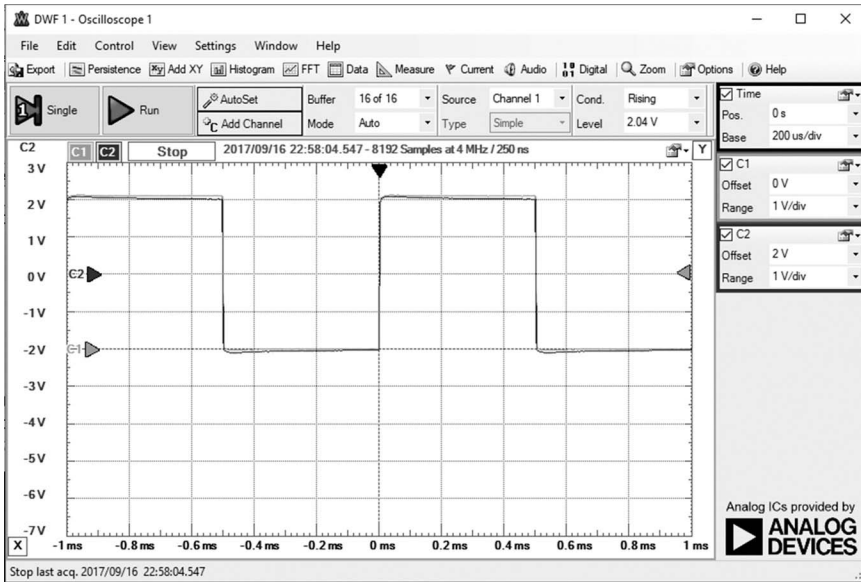 DWF 1 - Oscilloscope 1
File Edit Control View Settings Window Help
Export Persistence Add XY Histogram FFT Data Measure Current Audio Digital Zoom Options Help
Single Run AutoSet Buffer 16 of 16 Source Channel 1 Cond. Rising
Add Channel Mode Auto Type Simple Level 2.04 V
C2 C1 C2 Stop 2017/09/16 22:58:04.547 - 8192 Samples at 4 MHz / 250 ns Y
3 V
2 V
1 V
0 V C2
-1 V
-2 V C1
-3 V
-4 V
-5 V
-6 V
-7 V
X -1 ms -0.8 ms -0.6 ms -0.4 ms -0.2 ms 0 ms 0.2 ms 0.4 ms 0.6 ms 0.8 ms 1 ms
Time
Pos. 0 s
Base 200 us/div
C1
Offset 0 V
Range 1 V/div
C2
Offset 2 V
Range 1 V/div
Analog ICs provided by
ANALOG
DEVICES
Stop last acq. 2017/09/16 22:58:04.547